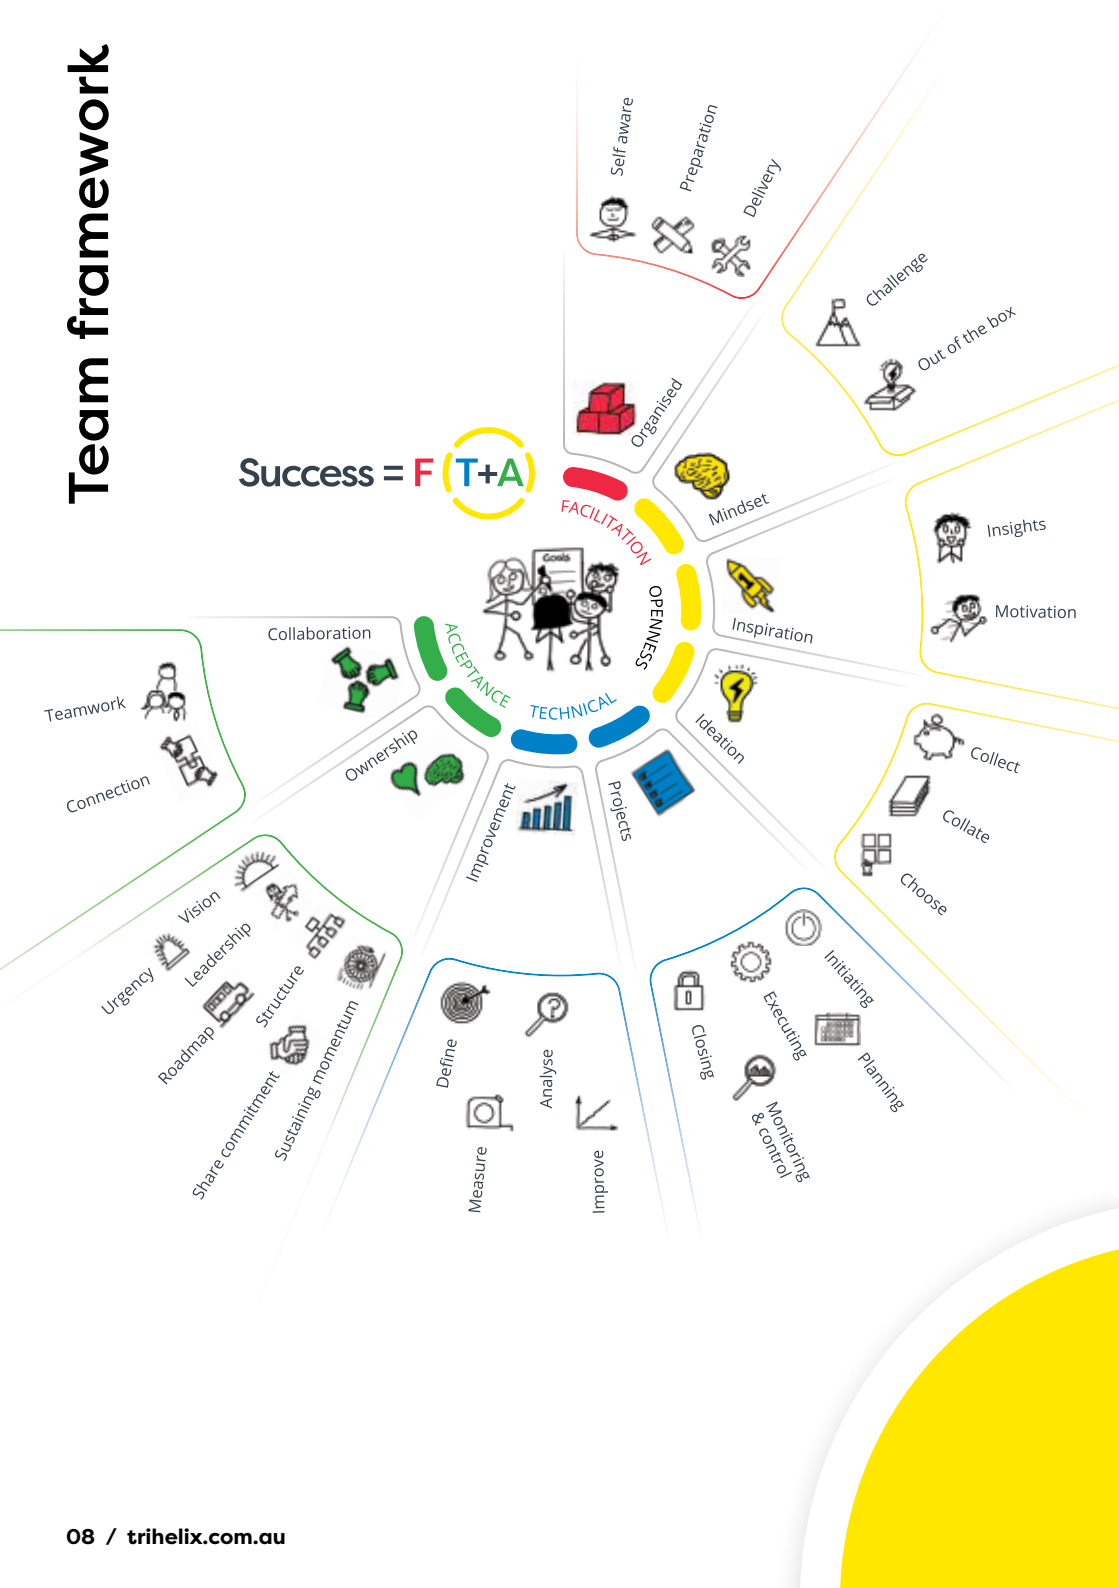 Team framework
Success = F (T+A)
Goals
FACILITATION
OPENNESS
TECHNICAL
ACCEPTANCE
Organised
Self aware
Preparation
Delivery
Mindset
Challenge
Out of the box
Inspiration
Insights
Motivation
Ideation
Collect
Collate
Choose
Projects
Initiating
Planning
Executing
Monitoring
& control
Closing
Improvement
Define
Measure
Analyse
Improve
Ownership
Vision
Urgency
Leadership
Roadmap
Structure
Share commitment
Sustaining momentum
Collaboration
Teamwork
Connection
08 / trihelix.com.au